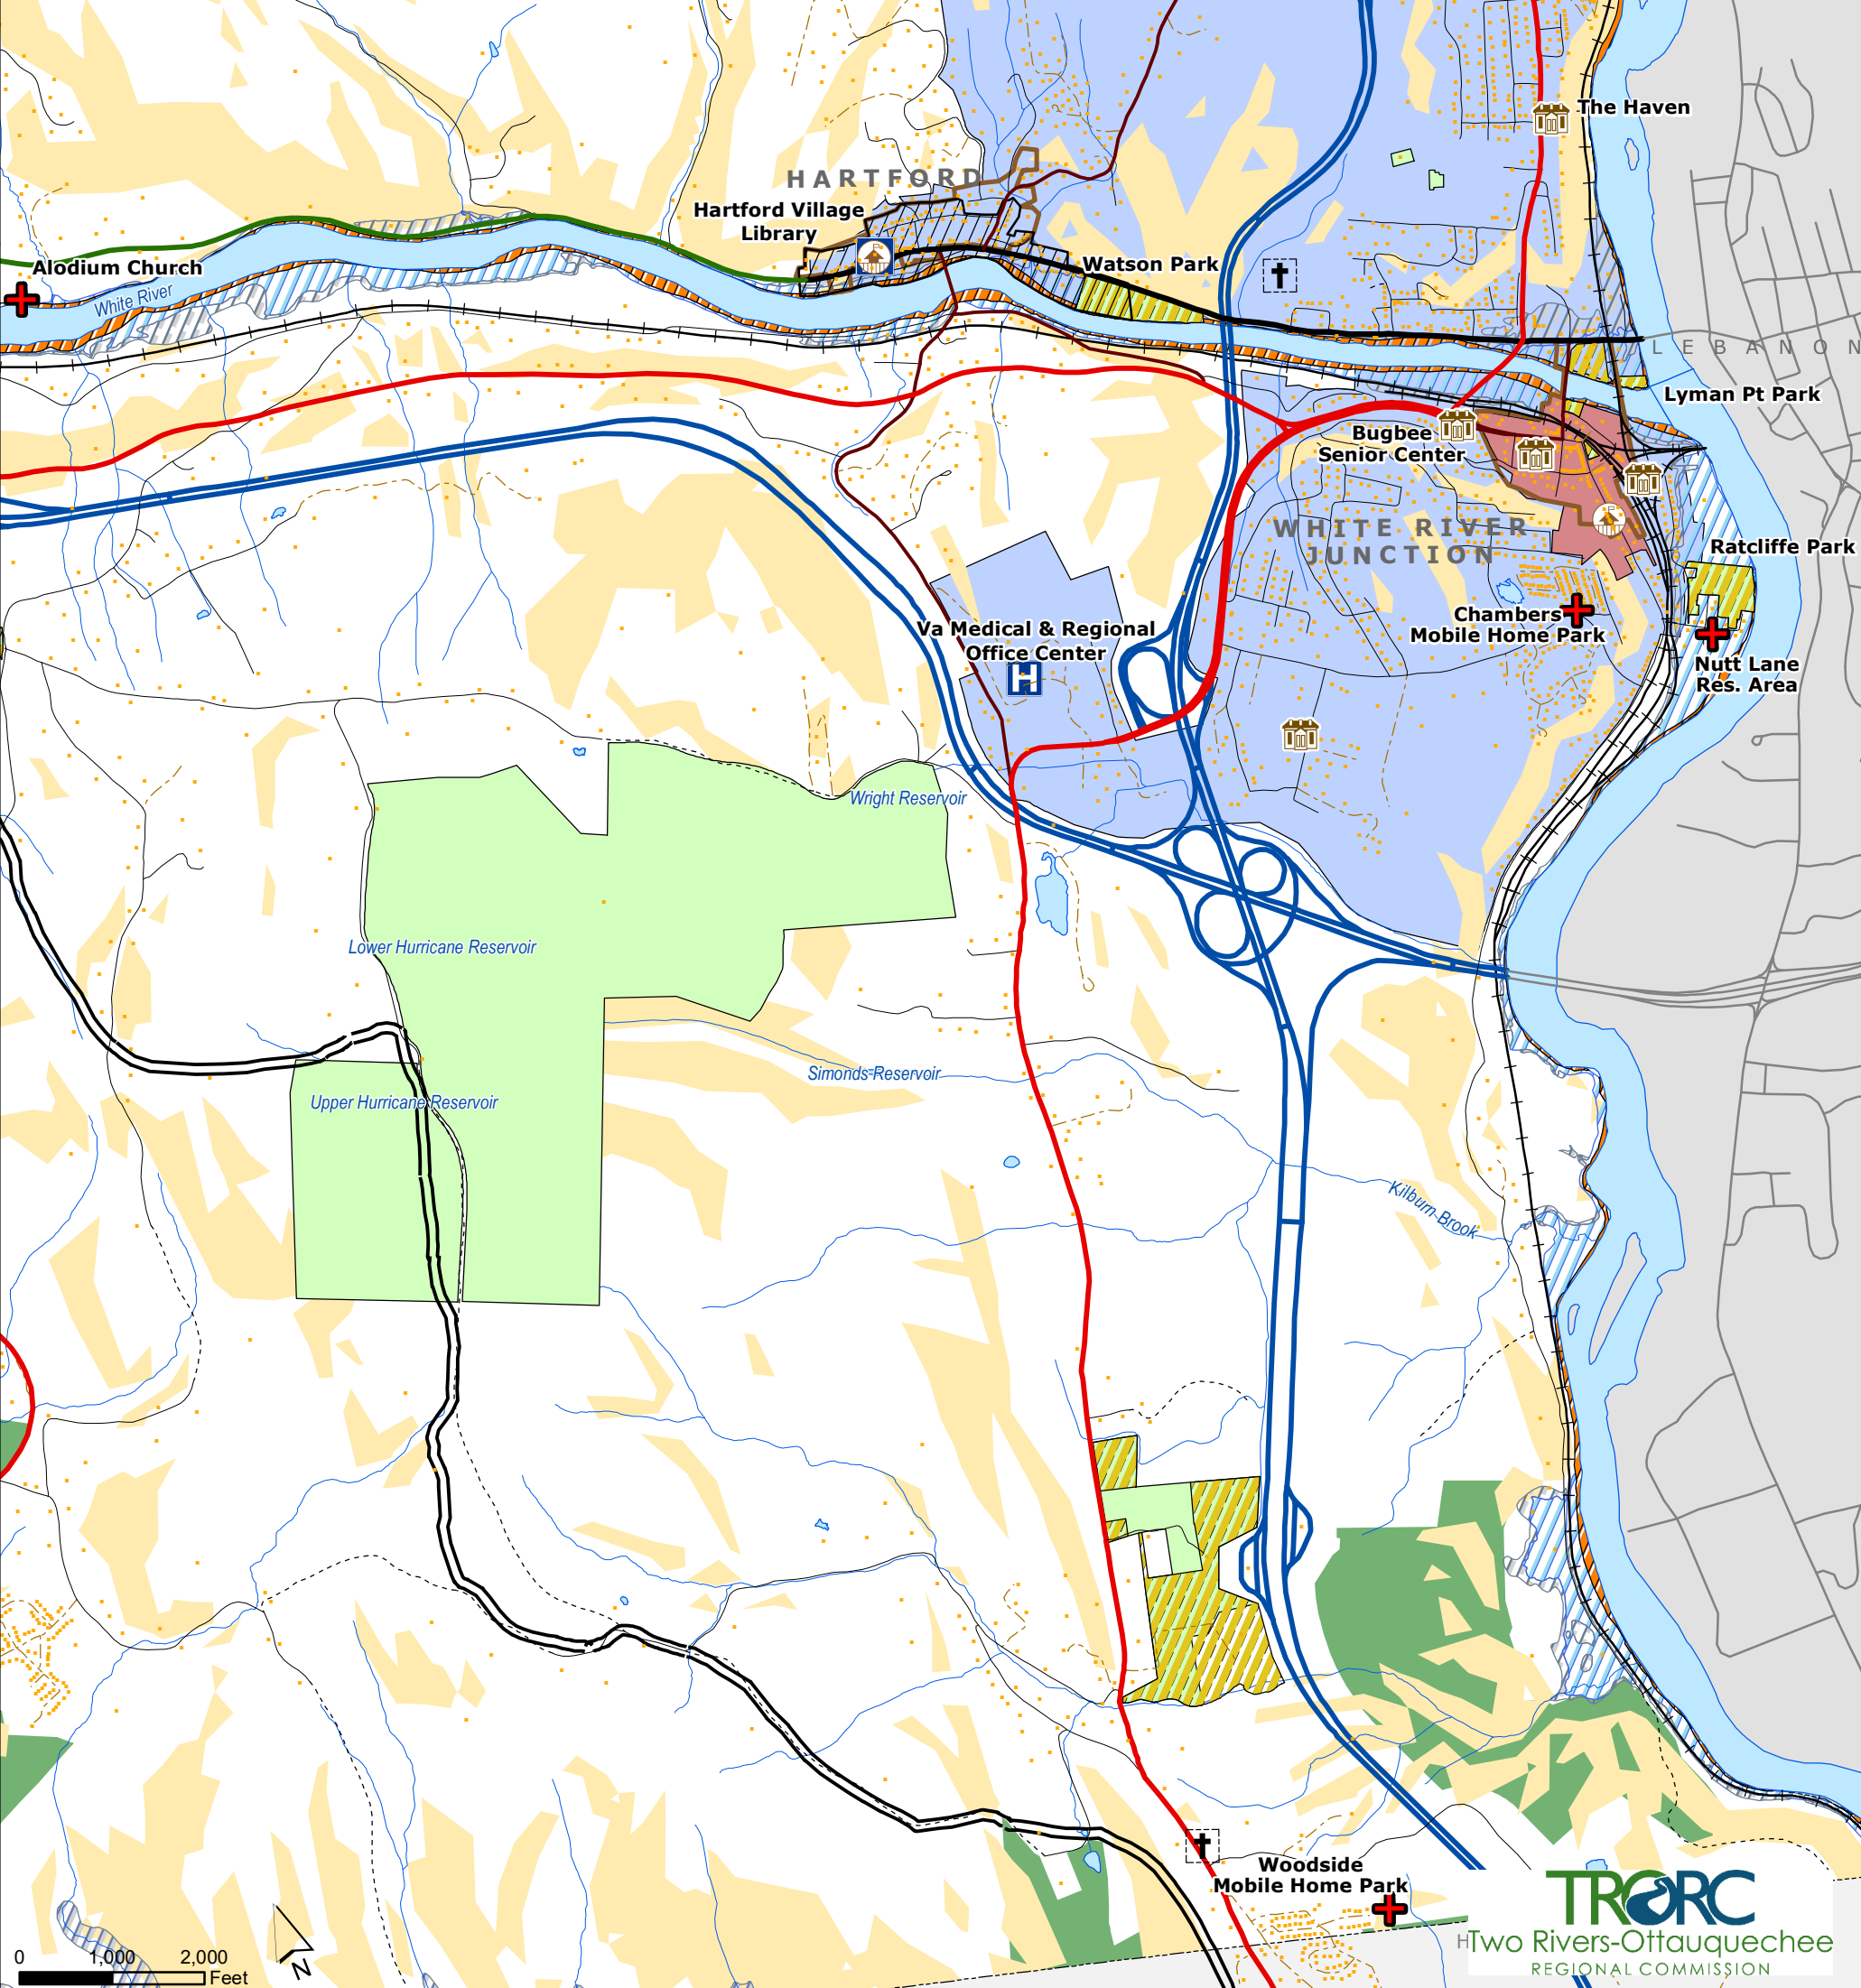 The Haven
HARTFORD
Hartford Village
Library
Watson Park
Alodium Church
White River
LEBANON
Lyman Pt Park
Bugbee
Senior Center
WHITE RIVER
JUNCTION
Ratcliffe Park
Chambers
Mobile Home Park
Va Medical & Regional
Office Center
H
Nutt Lane
Res. Area
Wright Reservoir
Lower Hurricane Reservoir
Simonds Reservoir
Upper Hurricane Reservoir
Kilburn Brook
Woodside
Mobile Home Park
TRORC
H
Two Rivers-Ottauquechee
REGIONAL COMMISSION
0 1,000 2,000
Feet
N